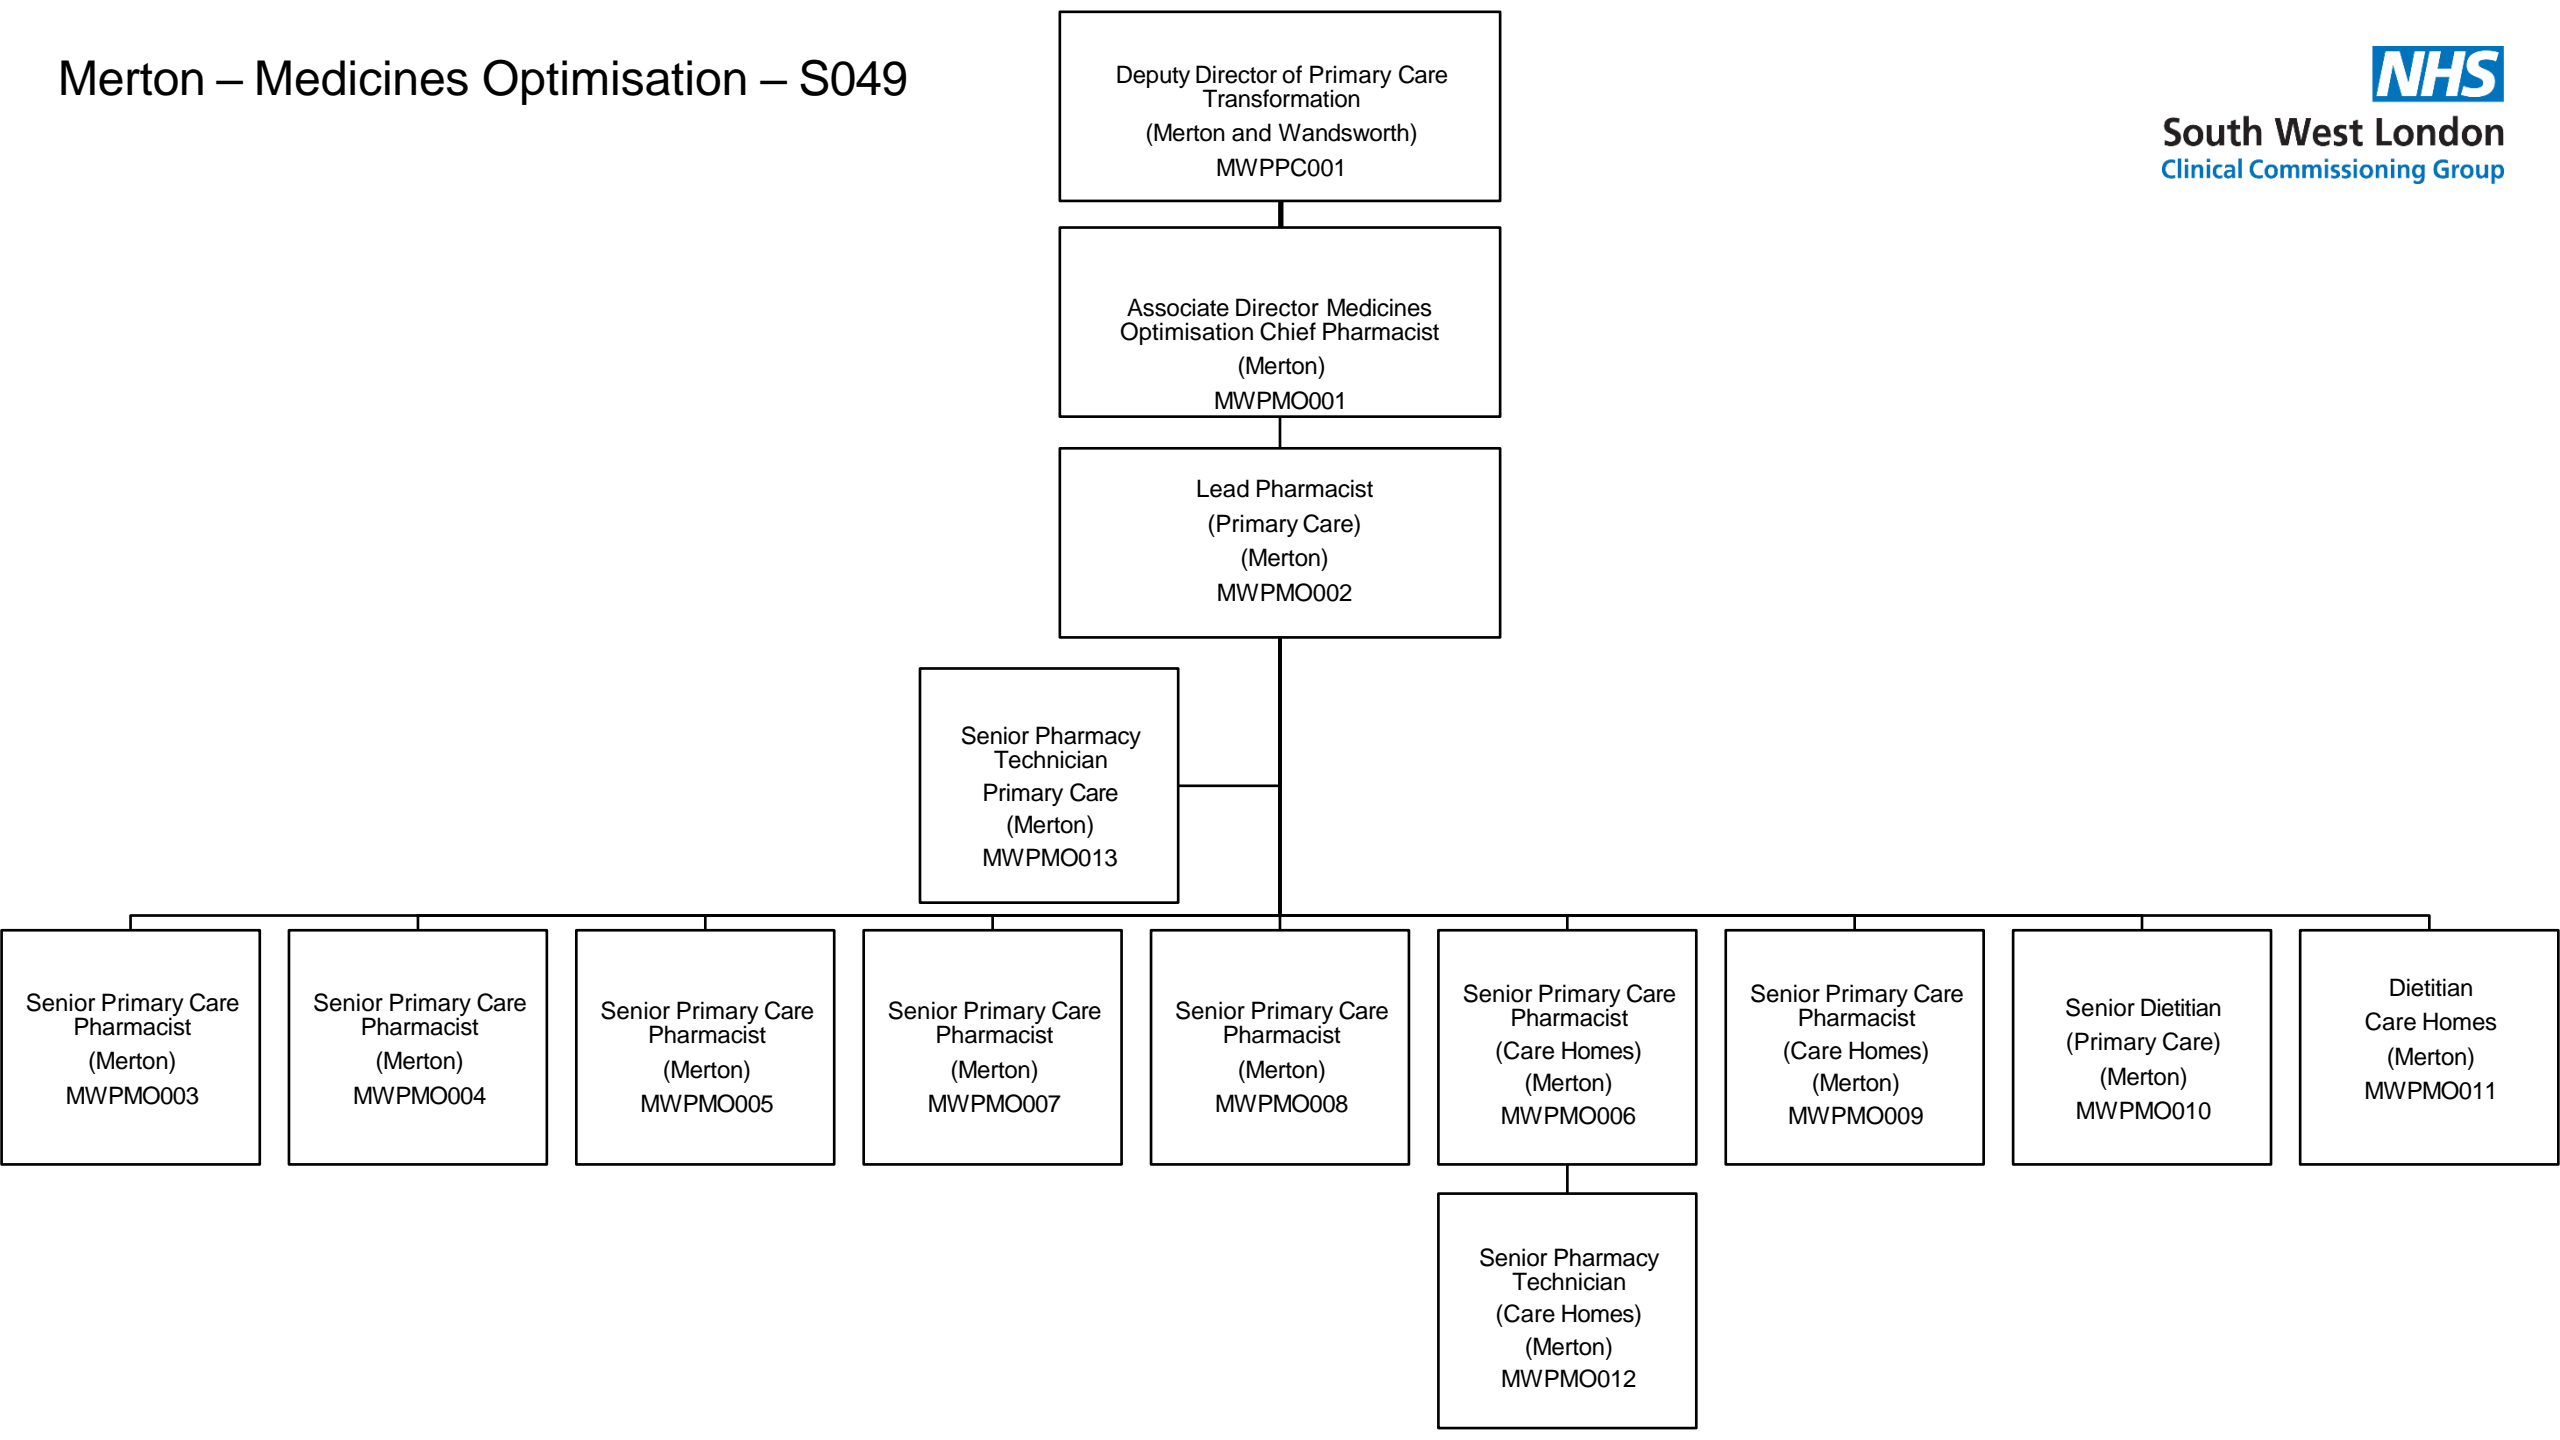 Merton – Medicines Optimisation – S049
NHS
South West London
Clinical Commissioning Group
Deputy Director of Primary Care
Transformation
(Merton and Wandsworth)
MWPPC001
Associate Director Medicines
Optimisation Chief Pharmacist
(Merton)
MWPMO001
Lead Pharmacist
(Primary Care)
(Merton)
MWPMO002
Senior Pharmacy
Technician
Primary Care
(Merton)
MWPMO013
Senior Primary Care
Pharmacist
(Merton)
MWPMO003
Senior Primary Care
Pharmacist
(Merton)
MWPMO004
Senior Primary Care
Pharmacist
(Merton)
MWPMO005
Senior Primary Care
Pharmacist
(Merton)
MWPMO007
Senior Primary Care
Pharmacist
(Merton)
MWPMO008
Senior Primary Care
Pharmacist
(Care Homes)
(Merton)
MWPMO006
Senior Primary Care
Pharmacist
(Care Homes)
(Merton)
MWPMO009
Senior Dietitian
(Primary Care)
(Merton)
MWPMO010
Dietitian
Care Homes
(Merton)
MWPMO011
Senior Pharmacy
Technician
(Care Homes)
(Merton)
MWPMO012